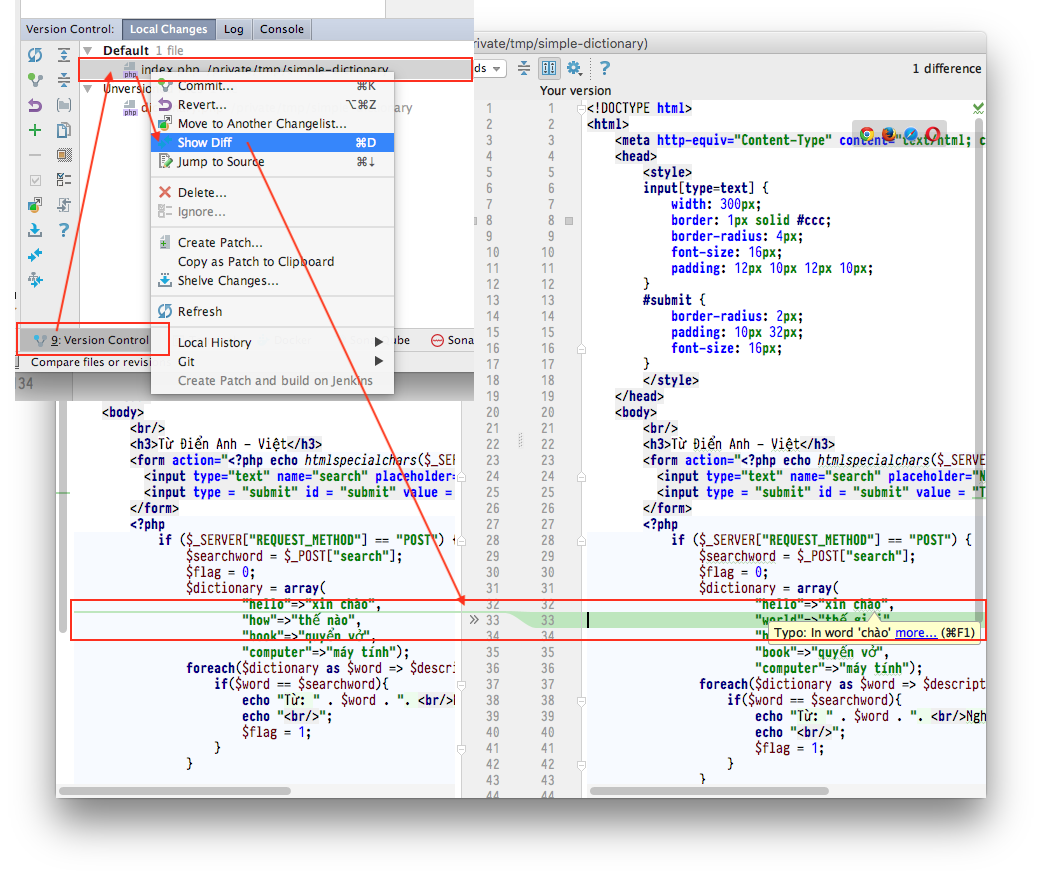 Version Control: Local Changes Log Console
Default 1 file
index.php /private/tmp/simple-dictionary
Commit... ⌘K
Revert... ⌥⌘Z
Move to Another Changelist...
Show Diff ⌘D
Jump to Source ⌘↓
Delete...
Ignore...
Create Patch...
Copy as Patch to Clipboard
Shelve Changes...
Refresh
Local History
Git
Create Patch and build on Jenkins
9: Version Control
Compare files or revisi
34
<body>
<br/>
<h3>Từ Điển Anh - Việt</h3>
<form action="<?php echo htmlspecialchars($_SER
<input type="text" name="search" placeholder=
<input type = "submit" id = "submit" value =
</form>
<?php
if ($_SERVER["REQUEST_METHOD"] == "POST") {
$searchword = $_POST["search"];
$flag = 0;
$dictionary = array(
"hello"=>"xin chào",
"how"=>"thế nào",
"book"=>"quyển vở",
"computer"=>"máy tính");
foreach($dictionary as $word => $descri
if($word == $searchword){
echo "Từ: " . $word . ". <br/>
echo "<br/>";
$flag = 1;
}
}
rivate/tmp/simple-dictionary)
1 difference
Your version
1 1 <!DOCTYPE html>
2 2 <html>
3 3 <meta http-equiv="Content-Type" content="text/html; c
4 4 <head>
5 5 <style>
6 6 input[type=text] {
7 7 width: 300px;
8 8 border: 1px solid #ccc;
9 9 border-radius: 4px;
10 10 font-size: 16px;
11 11 padding: 12px 10px 12px 10px;
12 12 }
13 13 #submit {
14 14 border-radius: 2px;
15 15 padding: 10px 32px;
16 16 font-size: 16px;
17 17 }
18 18 </style>
19 19 </head>
20 20 <body>
21 21 <br/>
22 22 <h3>Từ Điển Anh - Việt</h3>
23 23 <form action="<?php echo htmlspecialchars($_SERVE
24 24 <input type="text" name="search" placeholder="N
25 25 <input type = "submit" id = "submit" value = "T
26 26 </form>
27 27 <?php
28 28 if ($_SERVER["REQUEST_METHOD"] == "POST") {
29 29 $searchword = $_POST["search"];
30 30 $flag = 0;
31 31 $dictionary = array(
32 32 "hello"=>"xin chào",
33 33 "world"=>"thế giới"
34 34
Typo: In word 'chào' more... (⌘F1)
35 35 "book"=>"quyển vở",
36 36 "computer"=>"máy tính");
37 37 foreach($dictionary as $word => $descript
38 38 if($word == $searchword){
39 39 echo "Từ: " . $word . ". <br/>Ngh
40 40 echo "<br/>";
41 41 $flag = 1;
42 42 }
43 43 }
44 44